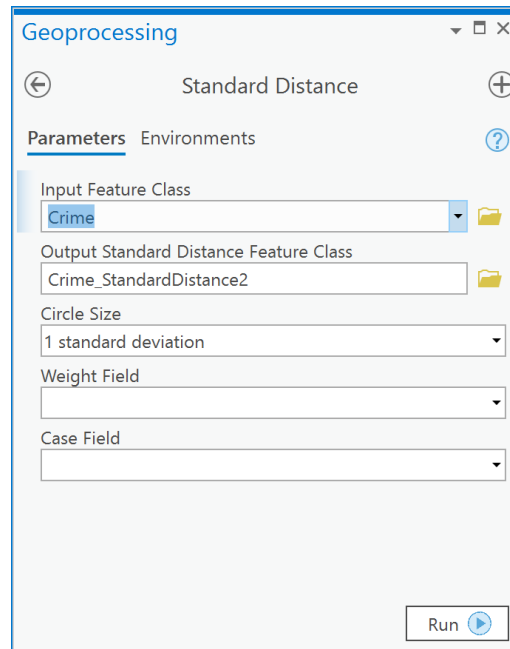 Geoprocessing
Standard Distance
Parameters Environments
Input Feature Class
Crime
Output Standard Distance Feature Class
Crime_StandardDistance2
Circle Size
1 standard deviation
Weight Field
Case Field
Run